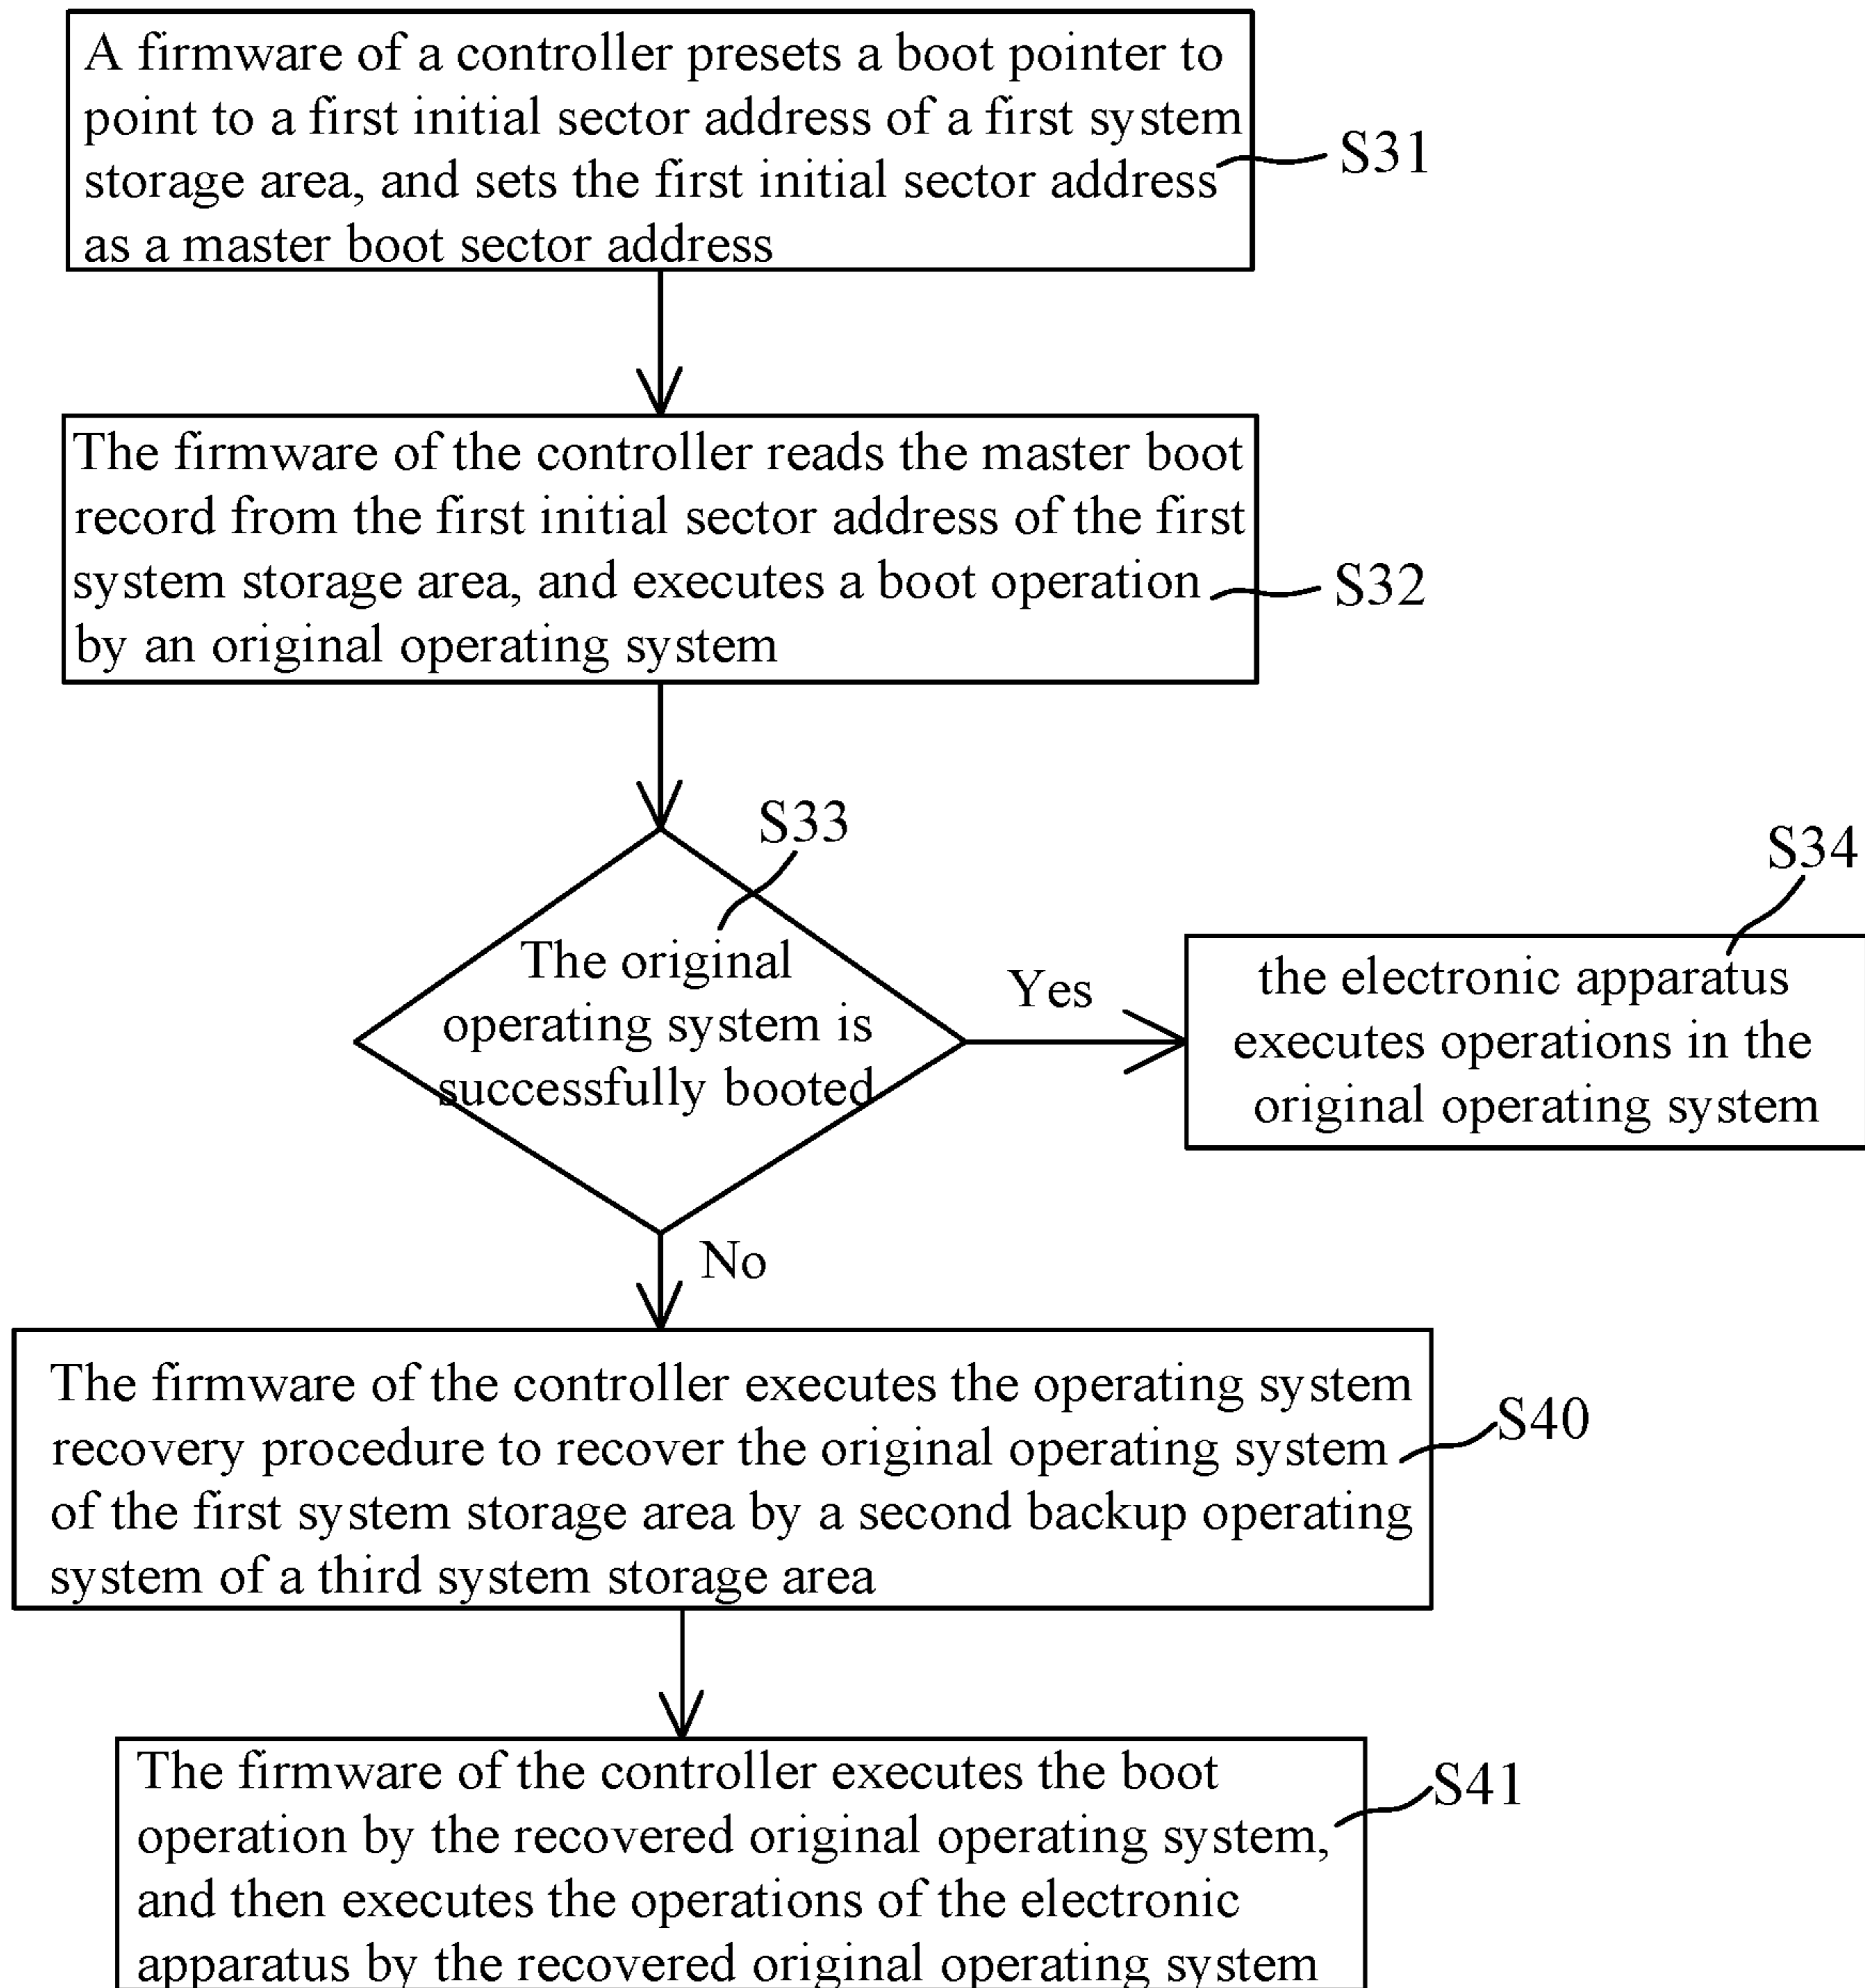 A firmware of a controller presets a boot pointer to
point to a first initial sector address of a first system
storage area, and sets the first initial sector address
as a master boot sector address
S31
The firmware of the controller reads the master boot
record from the first initial sector address of the first
system storage area, and executes a boot operation
by an original operating system
S32
S33
The original
operating system is
successfully booted
Yes
S34
the electronic apparatus
executes operations in the
original operating system
No
The firmware of the controller executes the operating system
recovery procedure to recover the original operating system
of the first system storage area by a second backup operating
system of a third system storage area
S40
The firmware of the controller executes the boot
operation by the recovered original operating system,
and then executes the operations of the electronic
apparatus by the recovered original operating system
S41